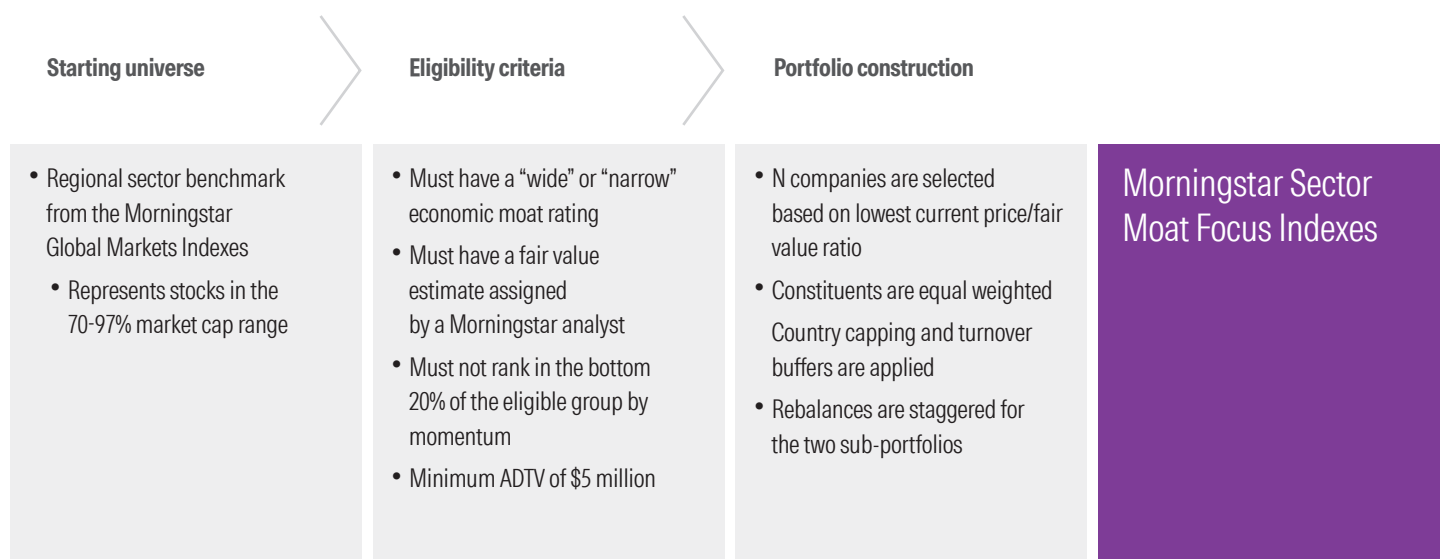 Starting universe
Eligibility criteria
Portfolio construction
• Regional sector benchmark
from the Morningstar
Global Markets Indexes
• Represents stocks in the
70-97% market cap range
• Must have a “wide” or “narrow”
economic moat rating
• Must have a fair value
estimate assigned
by a Morningstar analyst
• Must not rank in the bottom
20% of the eligible group by
momentum
• Minimum ADTV of $5 million
• N companies are selected
based on lowest current price/fair
value ratio
• Constituents are equal weighted
Country capping and turnover
buffers are applied
• Rebalances are staggered for
the two sub-portfolios
Morningstar Sector
Moat Focus Indexes